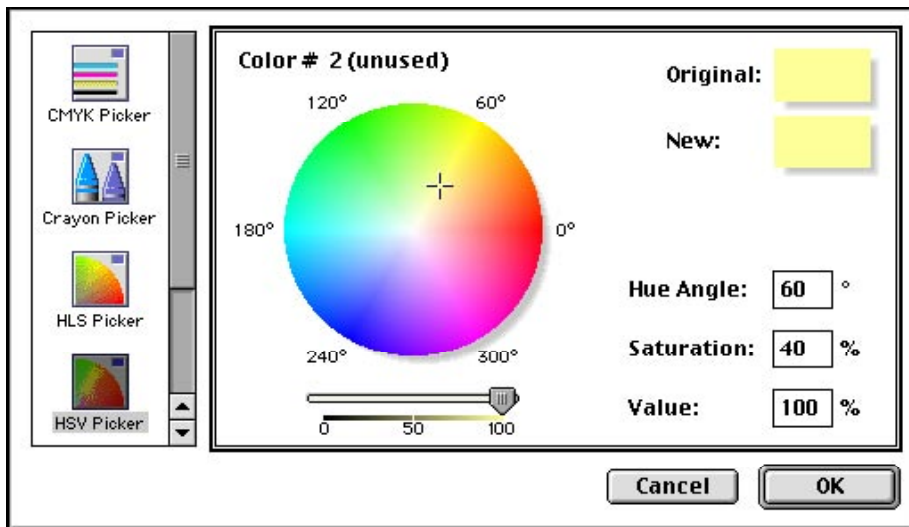 CMYK Picker
Crayon Picker
HLS Picker
HSV Picker
Color # 2 (unused)
120° 60°
180° 0°
240° 300°
0 50 100
Original:
New:
Hue Angle: 60 °
Saturation: 40 %
Value: 100 %
Cancel OK